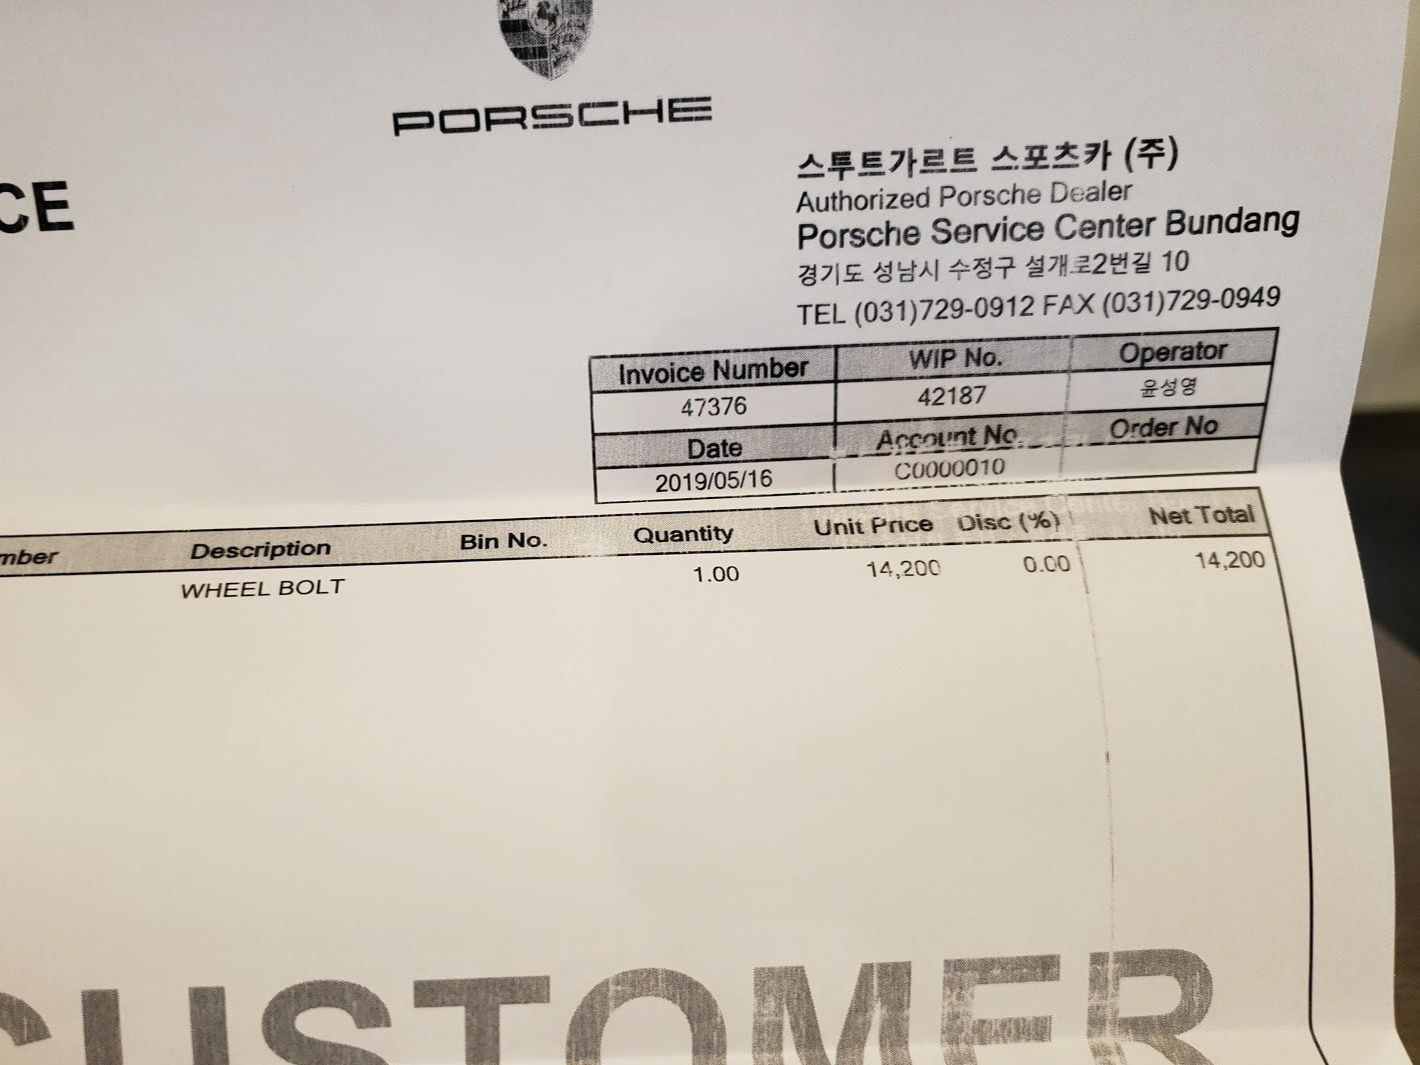 PORSCHE
CE
스투트가르트 스포츠카 (주)
Authorized Porsche Dealer
Porsche Service Center Bundang
경기도 성남시 수정구 설개로2번길 10
TEL (031)729-0912 FAX (031)729-0949
Invoice Number WIP No. Operator
47376 42187 윤성영
Date Account No. Order No
2019/05/16 C0000010
mber Description Bin No. Quantity Unit Price Disc (%) Net Total
WHEEL BOLT 1.00 14,200 0.00 14,200
CUSTOMER